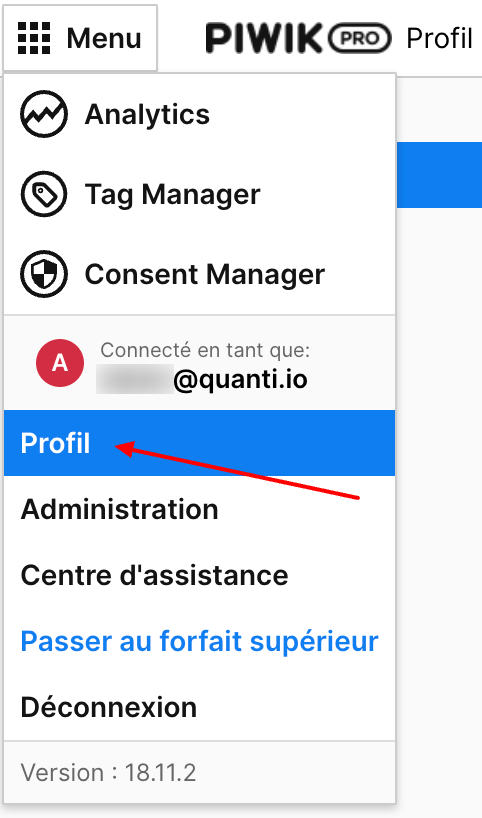 Menu
PIWIK PRO Profil
Analytics
Tag Manager
Consent Manager
A
Connecté en tant que:
@quanti.io
Profil
Administration
Centre d'assistance
Passer au forfait supérieur
Déconnexion
Version : 18.11.2